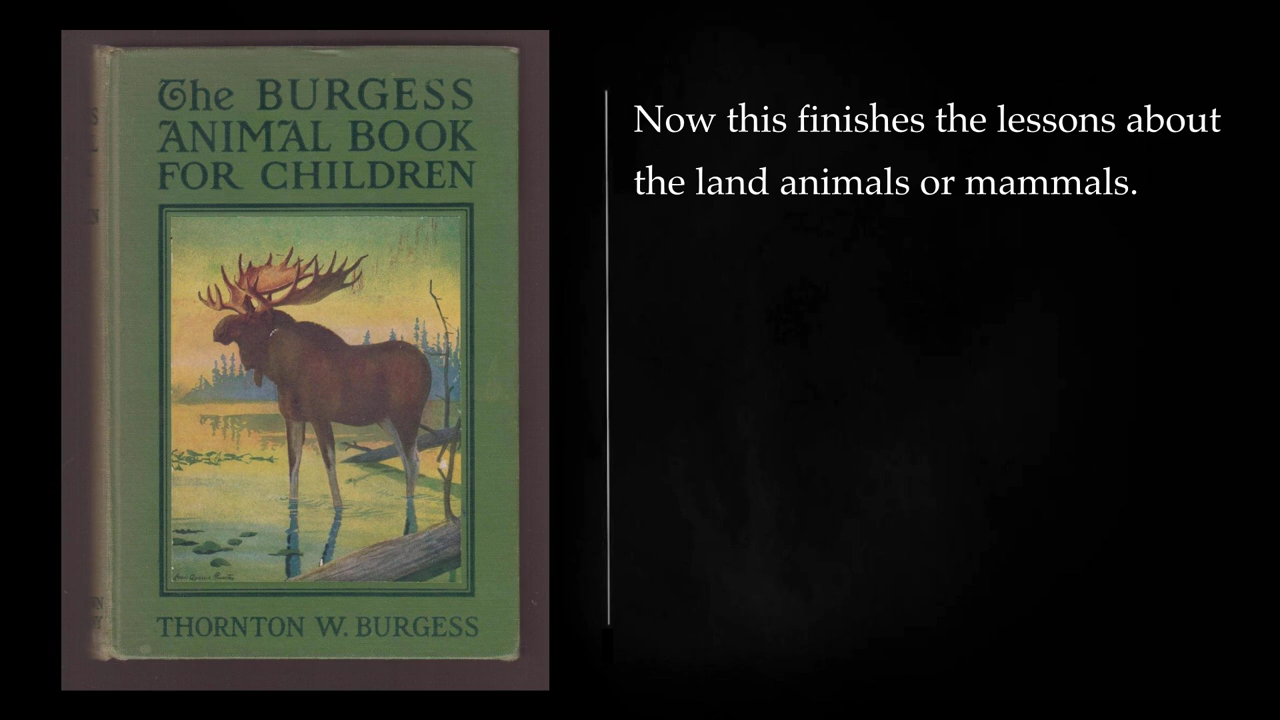 The BURGESS
ANIMAL BOOK
FOR CHILDREN
THORNTON W. BURGESS
Now this finishes the lessons about
the land animals or mammals.